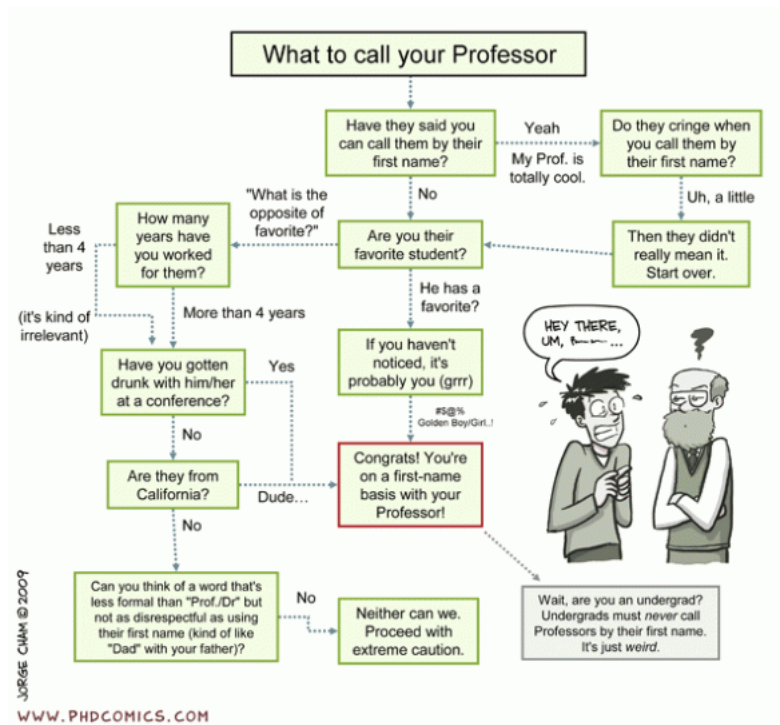 What to call your Professor
Have they said you
can call them by their
first name?
Yeah
My Prof. is
totally cool.
Do they cringe when
you call them by
their first name?
No
Uh, a little
Then they didn't
really mean it.
Start over.
Are you their
favorite student?
"What is the
opposite of
favorite?"
How many
years have
you worked
for them?
Less
than 4
years
(it's kind of
irrelevant)
More than 4 years
He has a
favorite?
If you haven't
noticed, it's
probably you (grrr)
#$@%
Golden Boy/Girl..!
Have you gotten
drunk with him/her
at a conference?
Yes
No
Are they from
California?
Dude...
Congrats! You're
on a first-name
basis with your
Professor!
No
Can you think of a word that's
less formal than "Prof./Dr" but
not as disrespectful as using
their first name (kind of like
"Dad" with your father)?
No
Neither can we.
Proceed with
extreme caution.
Wait, are you an undergrad?
Undergrads must never call
Professors by their first name.
It's just weird.
HEY THERE,
UM, ...
?
JORGE CHAM © 2009
WWW.PHDCOMICS.COM